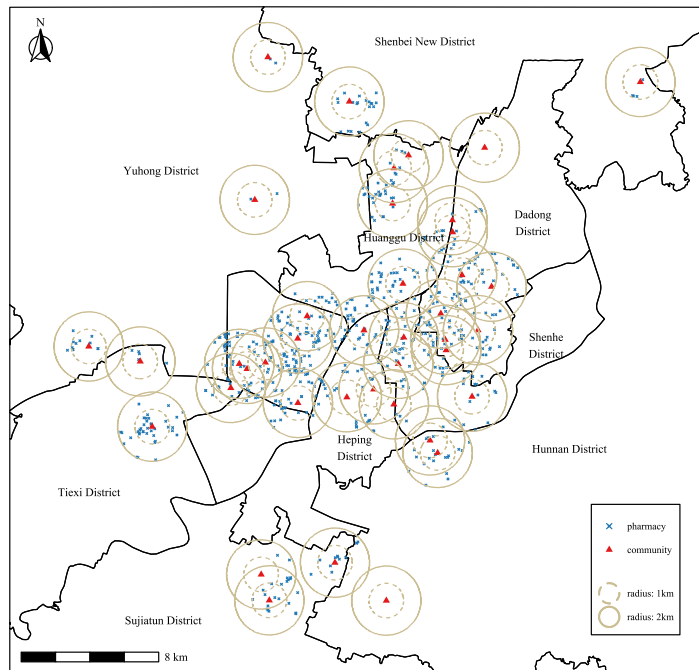 N
Shenbei New District
Yuhong District
Dadong
District
Huanggu District
Shenhe
District
Heping
District
Hunnan District
Tiexi District
pharmacy
community
radius: 1km
radius: 2km
Sujiatun District
8 km